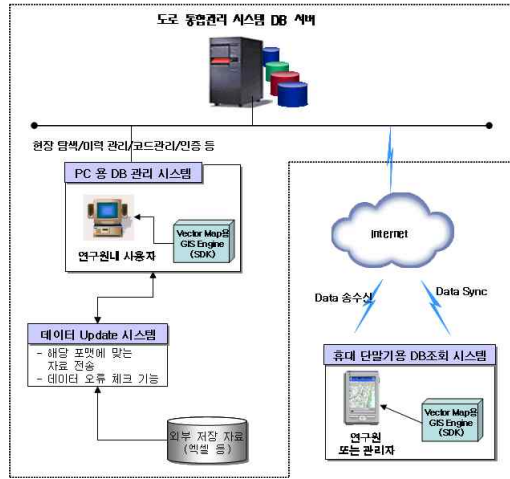 도로 통합관리 시스템 DB 서버
현장 탐색/이력 관리/코드관리/인증 등
PC 용 DB 관리 시스템
Vector Map용
GIS Engine
(SDK)
연구원내 사용자
Internet
Data 송수신
Data Sync
데이터 Update 시스템
- 해당 포맷에 맞는
자료 전송
- 데이터 오류 체크 기능
외부 저장 자료
(엑셀 등)
휴대 단말기용 DB조회 시스템
Vector Map용
GIS Engine
(SDK)
연구원
또는 관리자